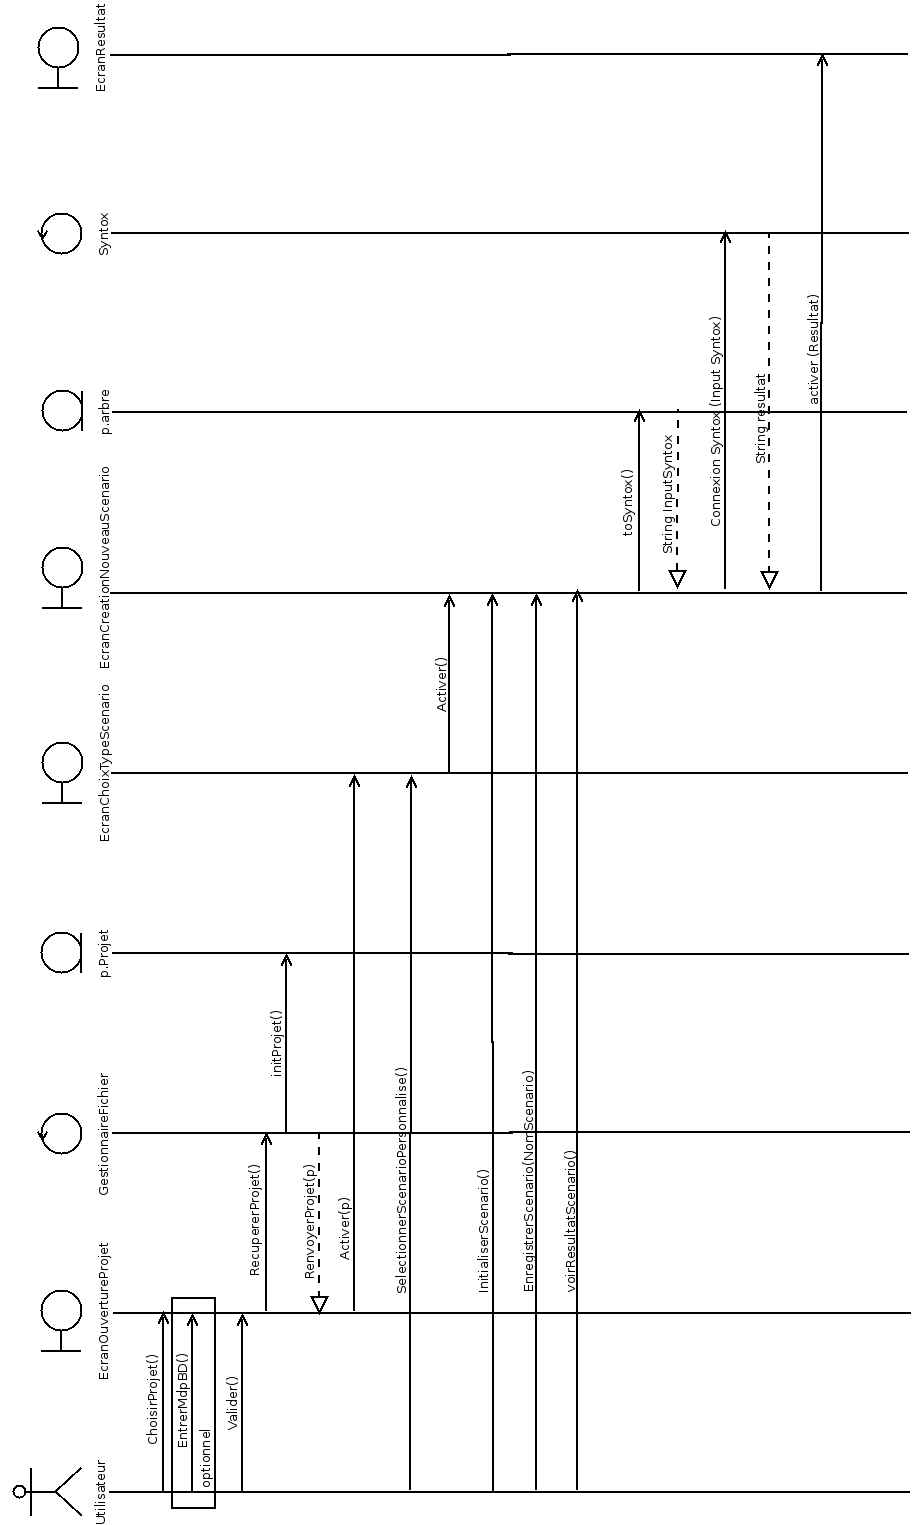 Utilisateur
EcranOuvertureProjet
GestionnaireFichier
p.Projet
EcranChoixTypeScenario
EcranCreationNouveauScenario
p.arbre
Syntox
EcranResultat
ChoisirProjet()
EntrerMdpBD()
optionnel
Valider()
RecupererProjet()
initProjet()
RenvoyerProjet(p)
Activer(p)
SelectionnerScenarioPersonnalise()
Activer()
InitialiserScenario()
EnregistrerScenario(NomScenario)
voirResultatScenario()
toSyntox()
String InputSyntox
Connexion Syntox (Input Syntox)
String resultat
activer (Resultat)